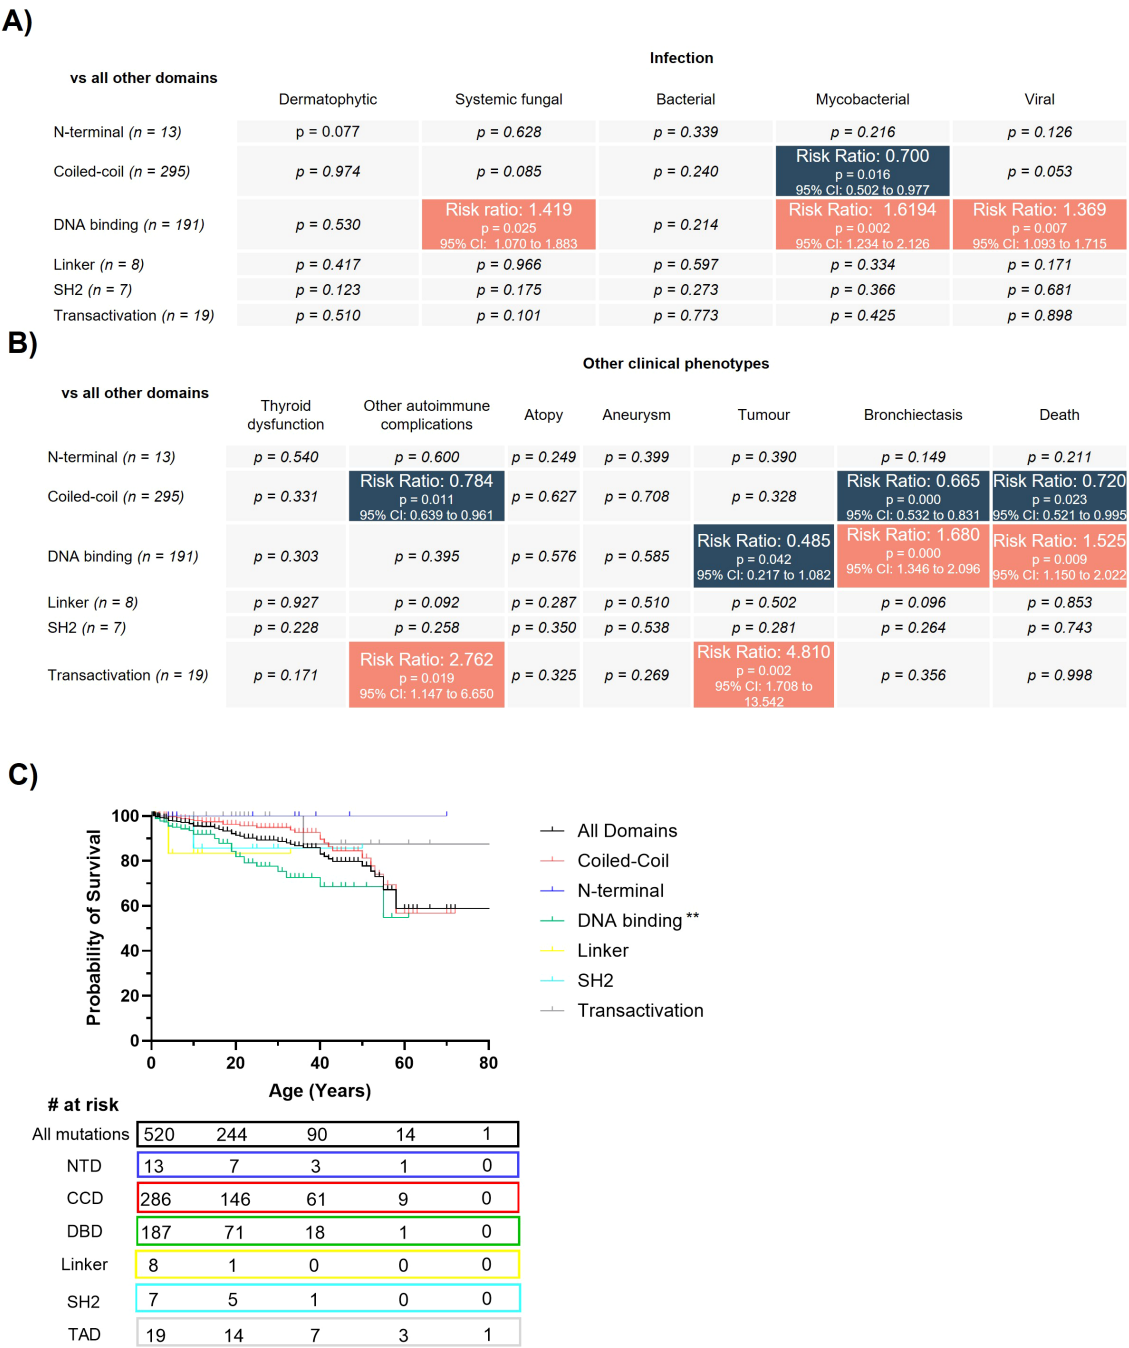 A)
Infection
vs all other domains
Dermatophytic Systemic fungal Bacterial Mycobacterial Viral
N-terminal (n = 13) p = 0.077 p = 0.628 p = 0.339 p = 0.216 p = 0.126
Coiled-coil (n = 295) p = 0.974 p = 0.085 p = 0.240 Risk Ratio: 0.700 p = 0.053
p = 0.016
95% CI: 0.502 to 0.977
DNA binding (n = 191) p = 0.530 Risk ratio: 1.419 p = 0.214 Risk Ratio: 1.6194 Risk Ratio: 1.369
p = 0.025 p = 0.002 p = 0.007
95% CI: 1.070 to 1.883 95% CI: 1.234 to 2.126 95% CI: 1.093 to 1.715
Linker (n = 8) p = 0.417 p = 0.966 p = 0.597 p = 0.334 p = 0.171
SH2 (n = 7) p = 0.123 p = 0.175 p = 0.273 p = 0.366 p = 0.681
Transactivation (n = 19) p = 0.510 p = 0.101 p = 0.773 p = 0.425 p = 0.898
B)
Other clinical phenotypes
vs all other domains
Thyroid dysfunction Other autoimmune complications Atopy Aneurysm Tumour Bronchiectasis Death
N-terminal (n = 13) p = 0.540 p = 0.600 p = 0.249 p = 0.399 p = 0.390 p = 0.149 p = 0.211
Coiled-coil (n = 295) p = 0.331 Risk Ratio: 0.784 p = 0.627 p = 0.708 p = 0.328 Risk Ratio: 0.665 Risk Ratio: 0.720
p = 0.011 p = 0.000 p = 0.023
95% CI: 0.639 to 0.961 95% CI: 0.532 to 0.831 95% CI: 0.521 to 0.995
DNA binding (n = 191) p = 0.303 p = 0.395 p = 0.576 p = 0.585 Risk Ratio: 0.485 Risk Ratio: 1.680 Risk Ratio: 1.525
p = 0.042 p = 0.000 p = 0.009
95% CI: 0.217 to 1.082 95% CI: 1.346 to 2.096 95% CI: 1.150 to 2.022
Linker (n = 8) p = 0.927 p = 0.092 p = 0.287 p = 0.510 p = 0.502 p = 0.096 p = 0.853
SH2 (n = 7) p = 0.228 p = 0.258 p = 0.350 p = 0.538 p = 0.281 p = 0.264 p = 0.743
Transactivation (n = 19) p = 0.171 Risk Ratio: 2.762 p = 0.325 p = 0.269 Risk Ratio: 4.810 p = 0.356 p = 0.998
p = 0.019 p = 0.002
95% CI: 1.147 to 6.650 95% CI: 1.708 to
13.542
C)
Probability of Survival
100
80
60
40
20
0
0 20 40 60 80
Age (Years)
All Domains
Coiled-Coil
N-terminal
DNA binding **
Linker
SH2
Transactivation
# at risk
All mutations 520 244 90 14 1
NTD 13 7 3 1 0
CCD 286 146 61 9 0
DBD 187 71 18 1 0
Linker 8 1 0 0 0
SH2 7 5 1 0 0
TAD 19 14 7 3 1